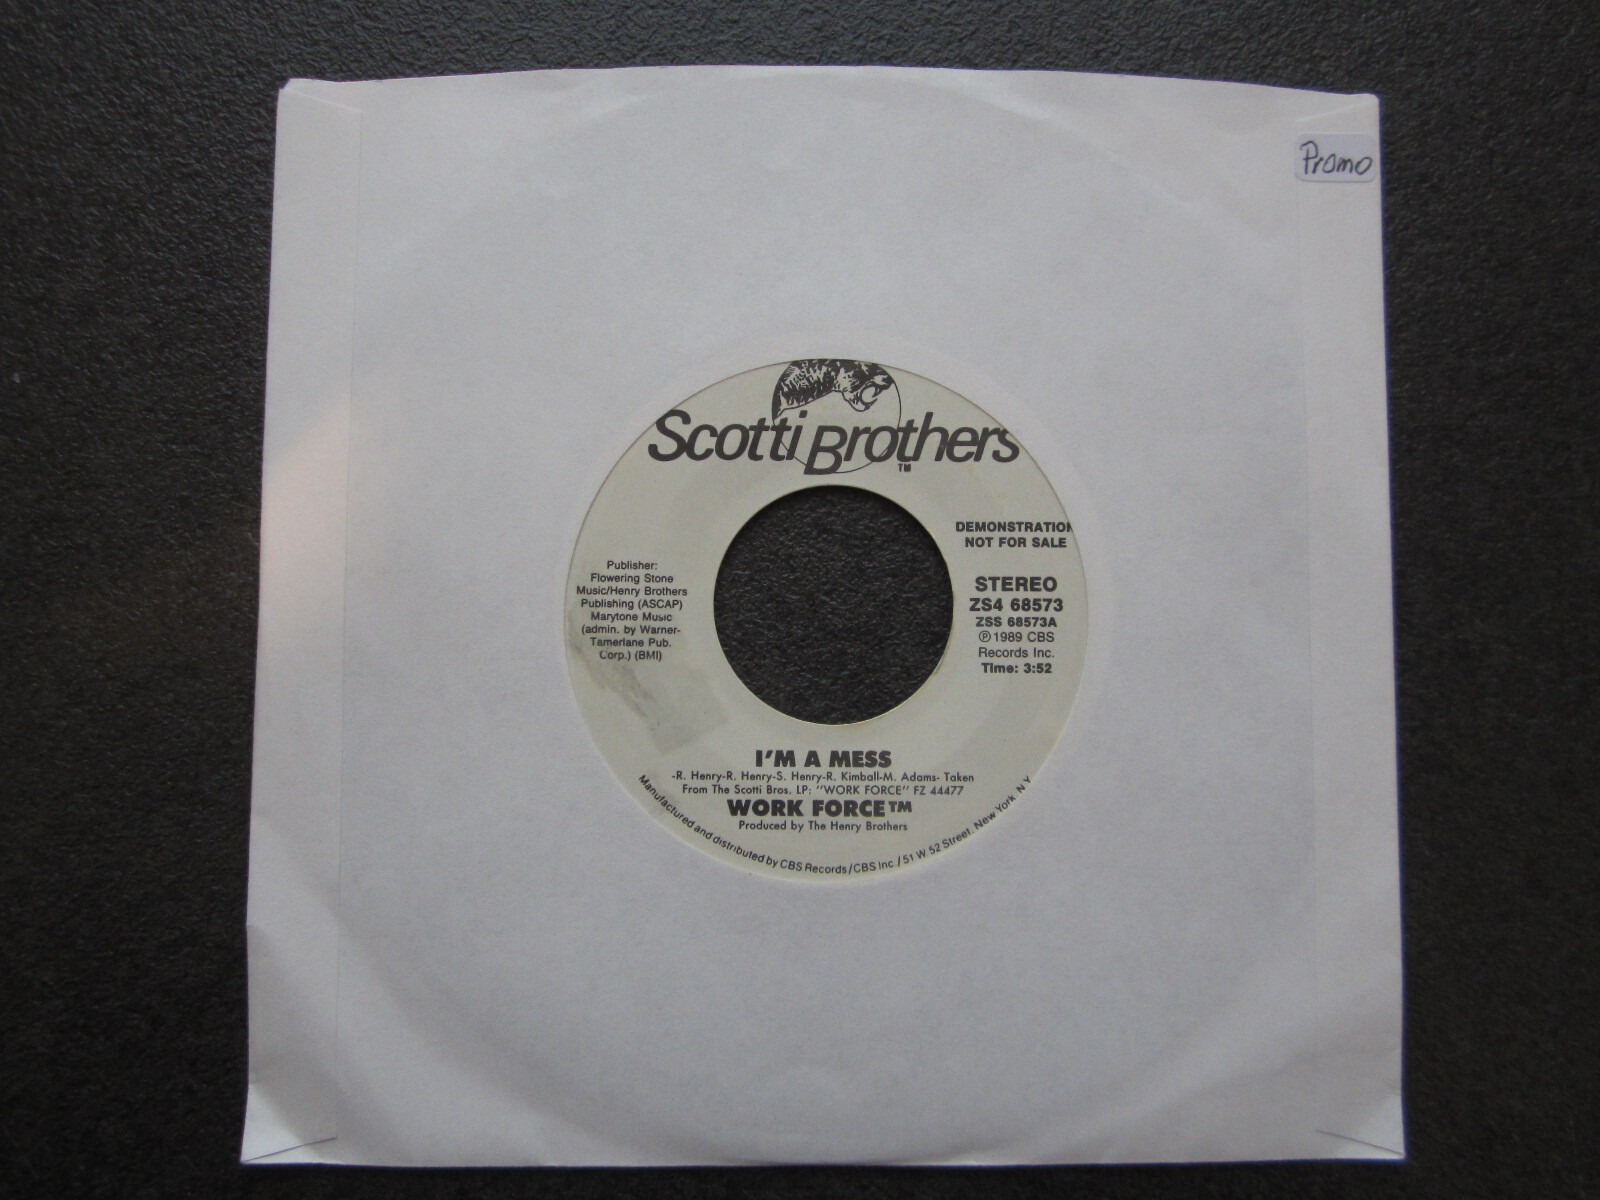 Promo
Scotti Brothers
TM
DEMONSTRATION
NOT FOR SALE
Publisher:
Flowering Stone
Music/Henry Brothers
Publishing (ASCAP)
Marytone Music
(admin. by Warner-
Tamerlane Pub.
Corp.) (BMI)
STEREO
ZS4 68573
ZSS 68573A
Ⓟ 1989 CBS
Records Inc.
Time: 3:52
I'M A MESS
-R. Henry-R. Henry-S. Henry-R. Kimball-M. Adams- Taken
From The Scotti Bros. LP: "WORK FORCE" FZ 44477
WORK FORCE™
Produced by The Henry Brothers
Manufactured and distributed by CBS Records/CBS Inc./51 W 52 Street, New York, N Y